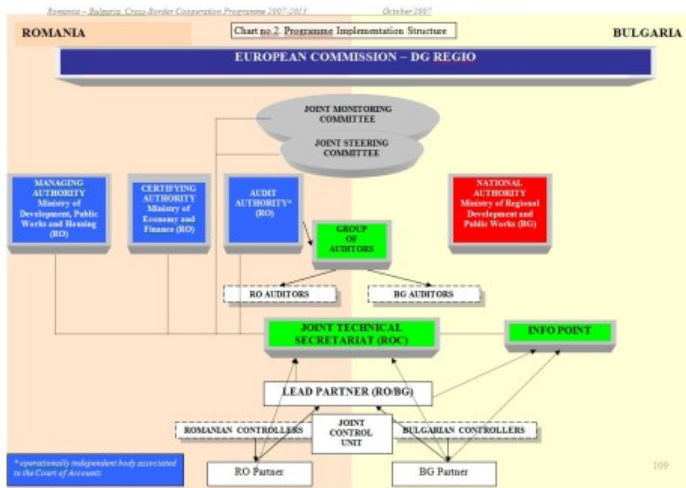 Romania – Bulgaria Cross-Border Cooperation Programme 2007-2013 October 2007
ROMANIA
Chart no.2. Programme Implementation Structure
BULGARIA
EUROPEAN COMMISSION – DG REGIO
JOINT MONITORING
COMMITTEE
JOINT STEERING
COMMITTEE
MANAGING
AUTHORITY
Ministry of
Development, Public
Works and Housing
(RO)
CERTIFYING
AUTHORITY
Ministry of
Economy and
Finance (RO)
AUDIT
AUTHORITY*
(RO)
NATIONAL
AUTHORITY
Ministry of Regional
Development and
Public Works (BG)
GROUP
OF
AUDITORS
RO AUDITORS
BG AUDITORS
JOINT TECHNICAL
SECRETARIAT (ROC)
INFO POINT
LEAD PARTNER (RO/BG)
ROMANIAN CONTROLLERS
JOINT
CONTROL
UNIT
BULGARIAN CONTROLLERS
* operationally independent body associated
to the Court of Accounts
RO Partner
BG Partner
109